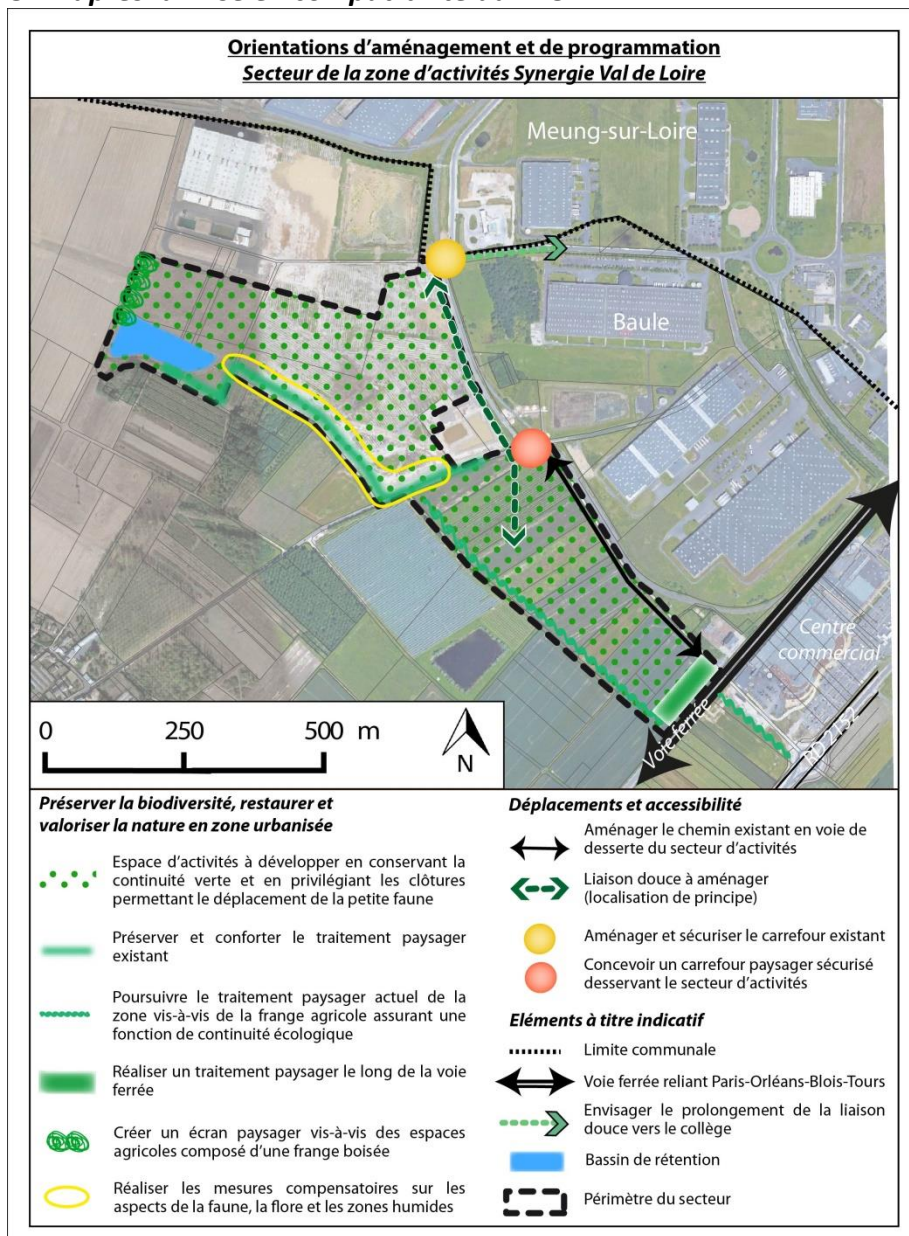 Orientations d'aménagement et de programmation
Secteur de la zone d'activités Synergie Val de Loire
Meung-sur-Loire
Baule
Centre
commercial
Voie ferrée
RD 2152
0 250 500 m
N
Préserver la biodiversité, restaurer et
valoriser la nature en zone urbanisée
Espace d'activités à développer en conservant la
continuité verte et en privilégiant les clôtures
permettant le déplacement de la petite faune
Préserver et conforter le traitement paysager
existant
Poursuivre le traitement paysager actuel de la
zone vis-à-vis de la frange agricole assurant une
fonction de continuité écologique
Réaliser un traitement paysager le long de la voie
ferrée
Créer un écran paysager vis-à-vis des espaces
agricoles composé d'une frange boisée
Réaliser les mesures compensatoires sur les
aspects de la faune, la flore et les zones humides
Déplacements et accessibilité
Aménager le chemin existant en voie de
desserte du secteur d'activités
Liaison douce à aménager
(localisation de principe)
Aménager et sécuriser le carrefour existant
Concevoir un carrefour paysager sécurisé
desservant le secteur d'activités
Eléments à titre indicatif
Limite communale
Voie ferrée reliant Paris-Orléans-Blois-Tours
Envisager le prolongement de la liaison
douce vers le collège
Bassin de rétention
Périmètre du secteur